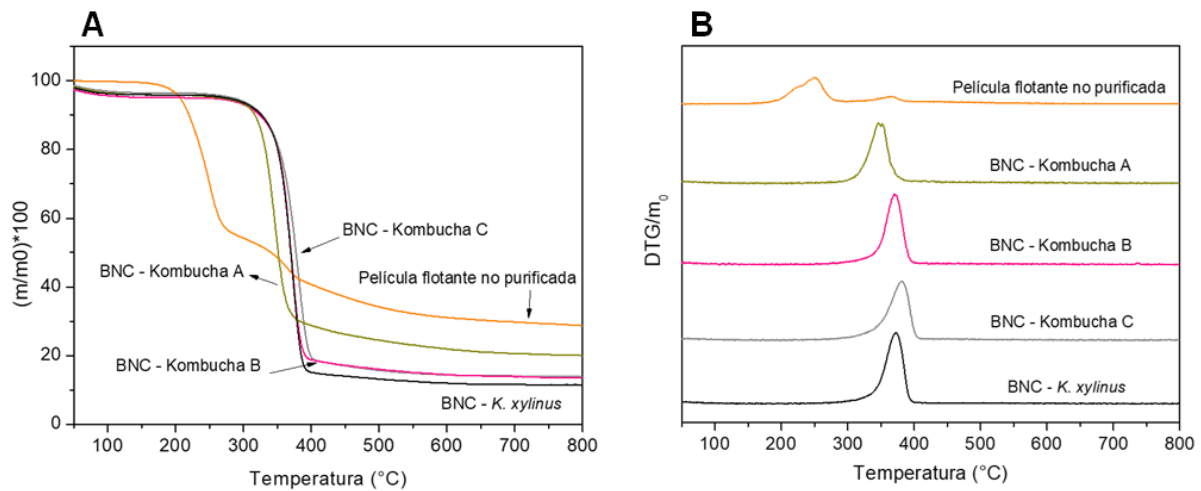 A
(m/m0)*100
100
80
60
40
20
0
BNC - Kombucha C
BNC - Kombucha A
Película flotante no purificada
BNC - Kombucha B
BNC - K. xylinus
100 200 300 400 500 600 700 800
Temperatura (°C)
B
DTG/m0
Película flotante no purificada
BNC - Kombucha A
BNC - Kombucha B
BNC - Kombucha C
BNC - K. xylinus
100 200 300 400 500 600 700 800
Temperatura (°C)